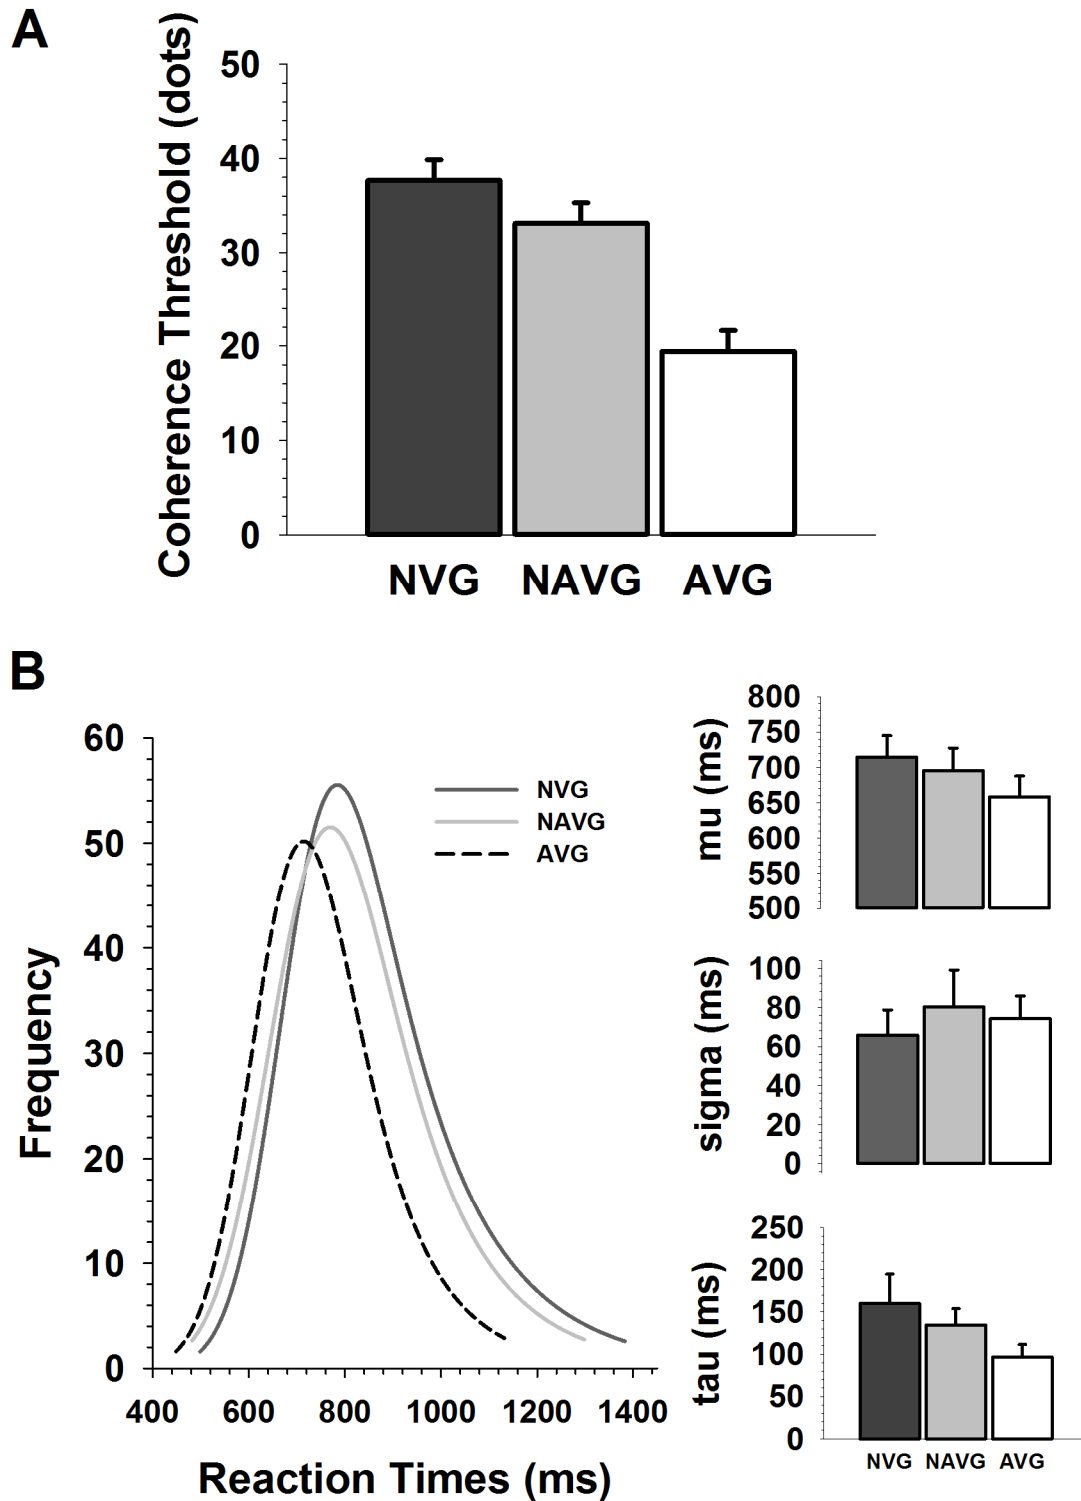 A
Coherence Threshold (dots)
50
40
30
20
10
0
NVG NAVG AVG
B
Frequency
60
50
40
30
20
10
0
400 600 800 1000 1200 1400
Reaction Times (ms)
NVG
NAVG
AVG
mu (ms)
800
750
700
650
600
550
500
sigma (ms)
100
80
60
40
20
0
tau (ms)
250
200
150
100
50
0
NVG NAVG AVG